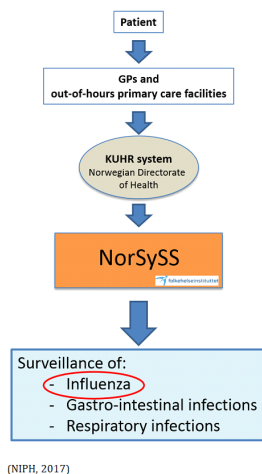 Patient
GPs and
out-of-hours primary care facilities
KUHR system
Norwegian Directorate
of Health
NorSySS
folkehelseinstituttet
Surveillance of:
- Influenza
- Gastro-intestinal infections
- Respiratory infections
(NIPH, 2017)